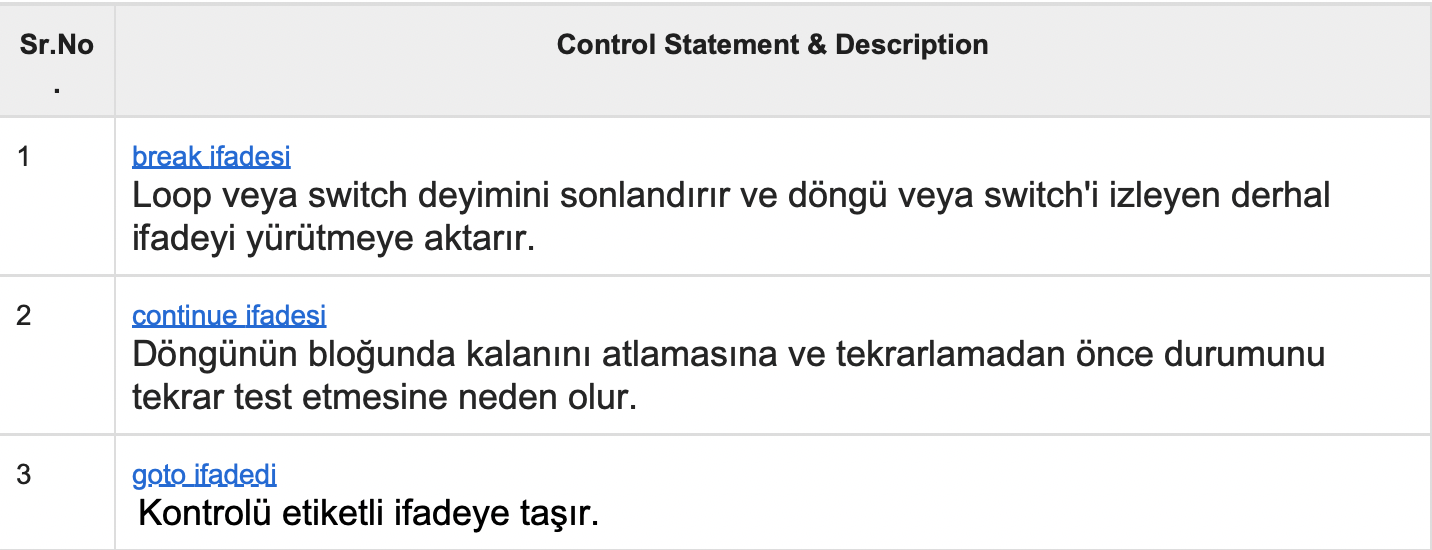 Sr.No
.
Control Statement & Description
1
break ifadesi
Loop veya switch deyimini sonlandırır ve döngü veya switch'i izleyen derhal
ifadeyi yürütmeye aktarır.
2
continue ifadesi
Döngünün bloğunda kalanını atlamasına ve tekrarlamadan önce durumunu
tekrar test etmesine neden olur.
3
goto ifadedi
Kontrolü etiketli ifadeye taşır.